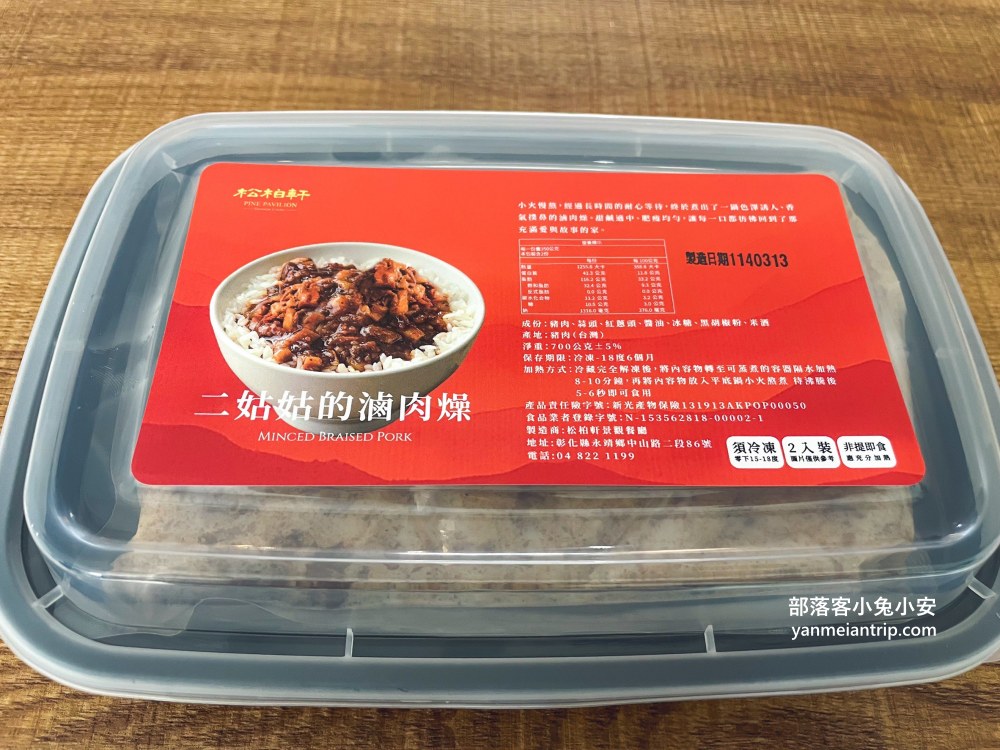 松柏軒
PINE PAVILION
二姑姑的滷肉燥
MINCED BRAISED PORK
小火慢熬，經過長時間的耐心等待，終於煮出了一鍋色澤誘人、香
氣撲鼻的滷肉燥。甜鹹適中、肥瘦均勻，讓每一口都彷彿回到了那
充滿愛與故事的家。
營養標示
製造日期1140313
成份：豬肉、蒜頭、紅蔥頭、醬油、冰糖、黑胡椒粉、米酒
產地：豬肉(台灣)
淨重：700公克±5%
保存期限：冷凍-18度6個月
加熱方式：冷藏完全解凍後，將內容物轉至可蒸煮的容器隔水加熱
8-10分鐘，再將內容物放入平底鍋小火熬煮 待沸騰後
5-6秒即可食用
產品責任險字號：新光產物保險131913AKPOP00050
食品業者登錄字號：N-153562818-00002-1
製造商：松柏軒景觀餐廳
地址：彰化縣永靖鄉中山路二段86號
電話：04 822 1199
須冷凍
零下15-18度
2入裝
圖片僅供參考
非提即食
應充分加熱
部落客小兔小安
yanmeiantrip.com